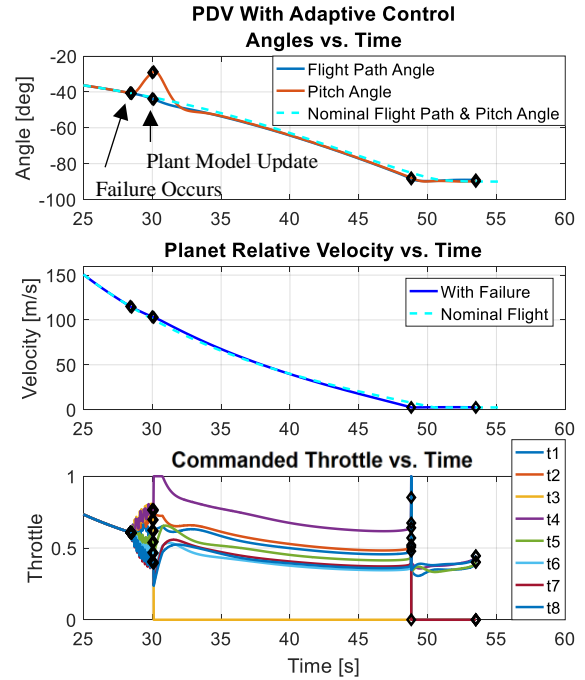 PDV With Adaptive Control
Angles vs. Time
-20
-40
-60
-80
-100
Angle [deg]
Flight Path Angle
Pitch Angle
Nominal Flight Path & Pitch Angle
Plant Model Update
Failure Occurs
25 30 35 40 45 50 55 60
Planet Relative Velocity vs. Time
150
100
50
0
Velocity [m/s]
With Failure
Nominal Flight
25 30 35 40 45 50 55 60
Commanded Throttle vs. Time
1
0.5
0
Throttle
t1
t2
t3
t4
t5
t6
t7
t8
25 30 35 40 45 50 55 60
Time [s]